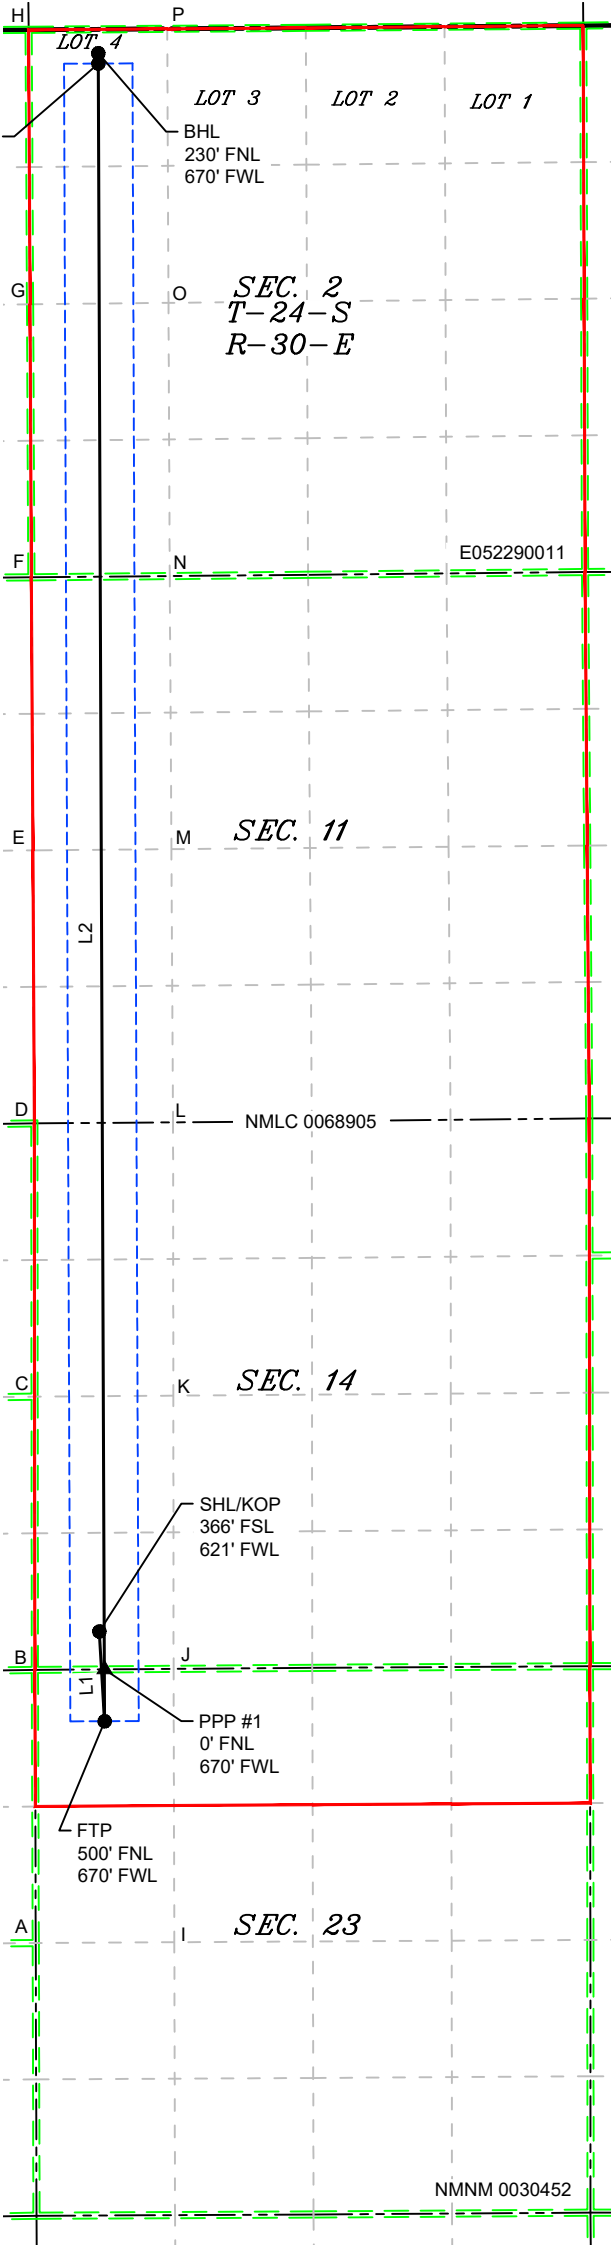 H
P
LOT 4
LOT 3
LOT 2
LOT 1
BHL
230' FNL
670' FWL
G
O
SEC. 2
T-24-S
R-30-E
F
N
E052290011
E
M
SEC. 11
L2
D
L
NMLC 0068905
C
K
SEC. 14
SHL/KOP
366' FSL
621' FWL
B
J
L1
PPP #1
0' FNL
670' FWL
FTP
500' FNL
670' FWL
A
I
SEC. 23
NMNM 0030452